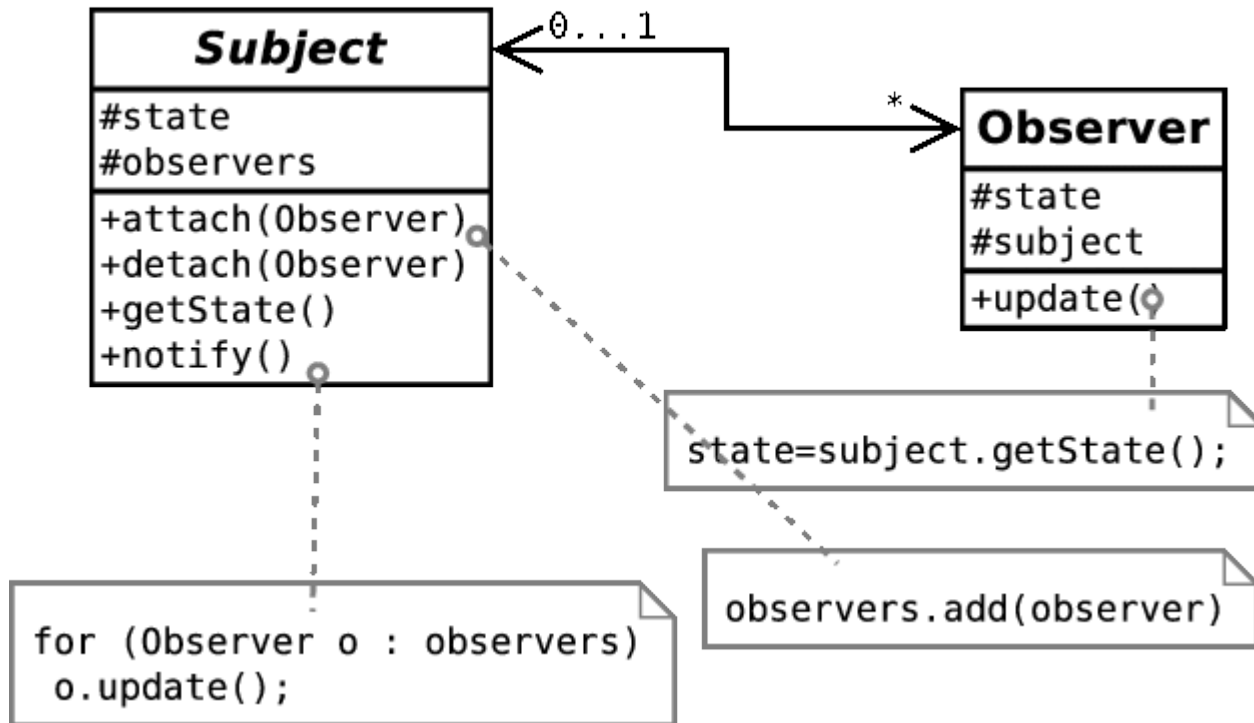 Subject
#state
#observers
+attach(Observer)
+detach(Observer)
+getState()
+notify()
0...1
*
Observer
#state
#subject
+update()
state=subject.getState();
observers.add(observer)
for (Observer o : observers)
o.update();